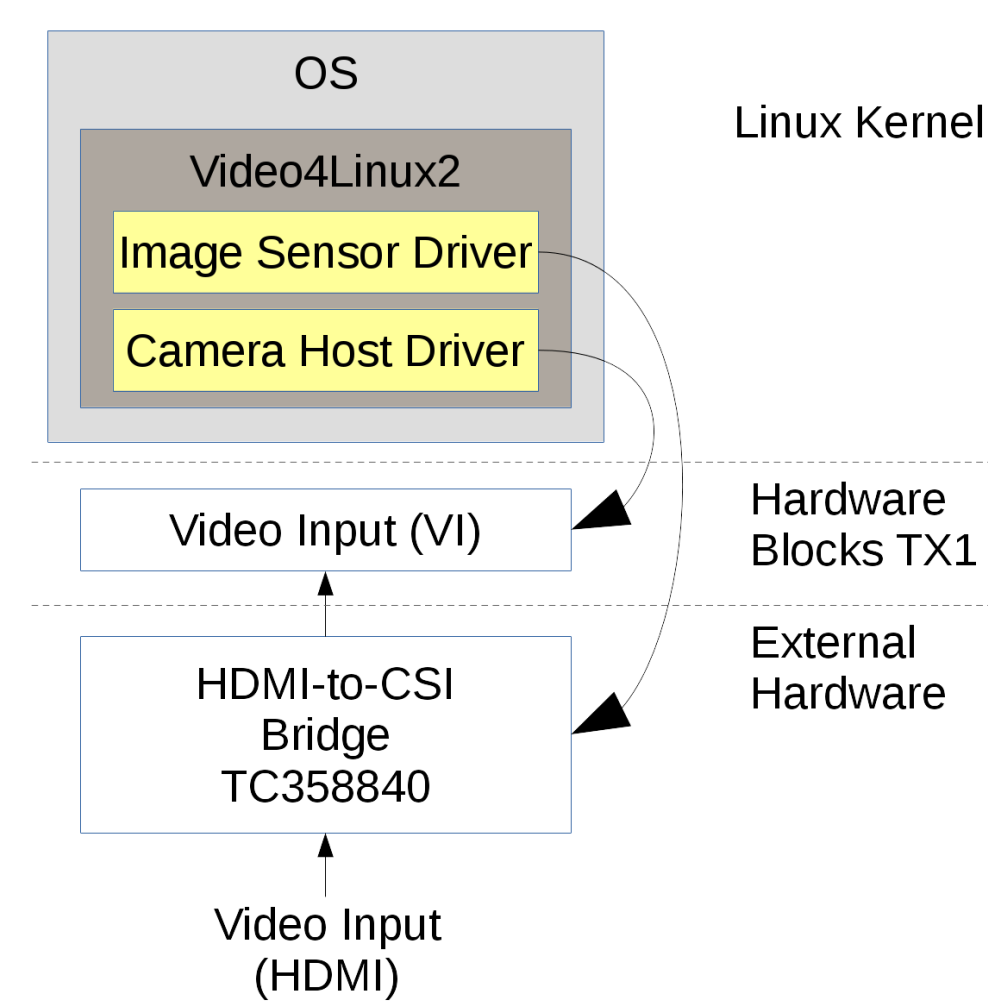 OS
Linux Kernel
Video4Linux2
Image Sensor Driver
Camera Host Driver
Video Input (VI)
Hardware
Blocks TX1
HDMI-to-CSI
Bridge
TC358840
External
Hardware
Video Input
(HDMI)